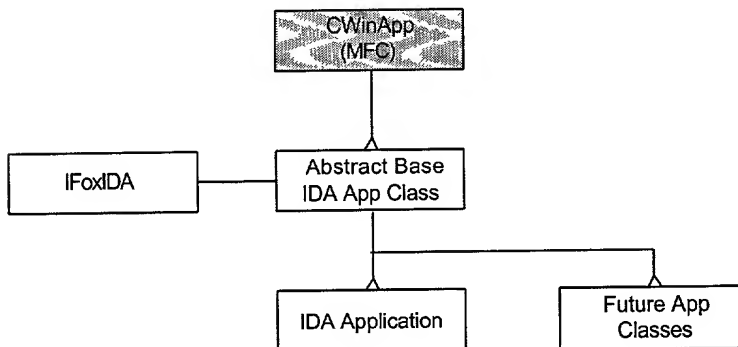 CWinApp
(MFC)
IFoxIDA
Abstract Base
IDA App Class
IDA Application
Future App
Classes